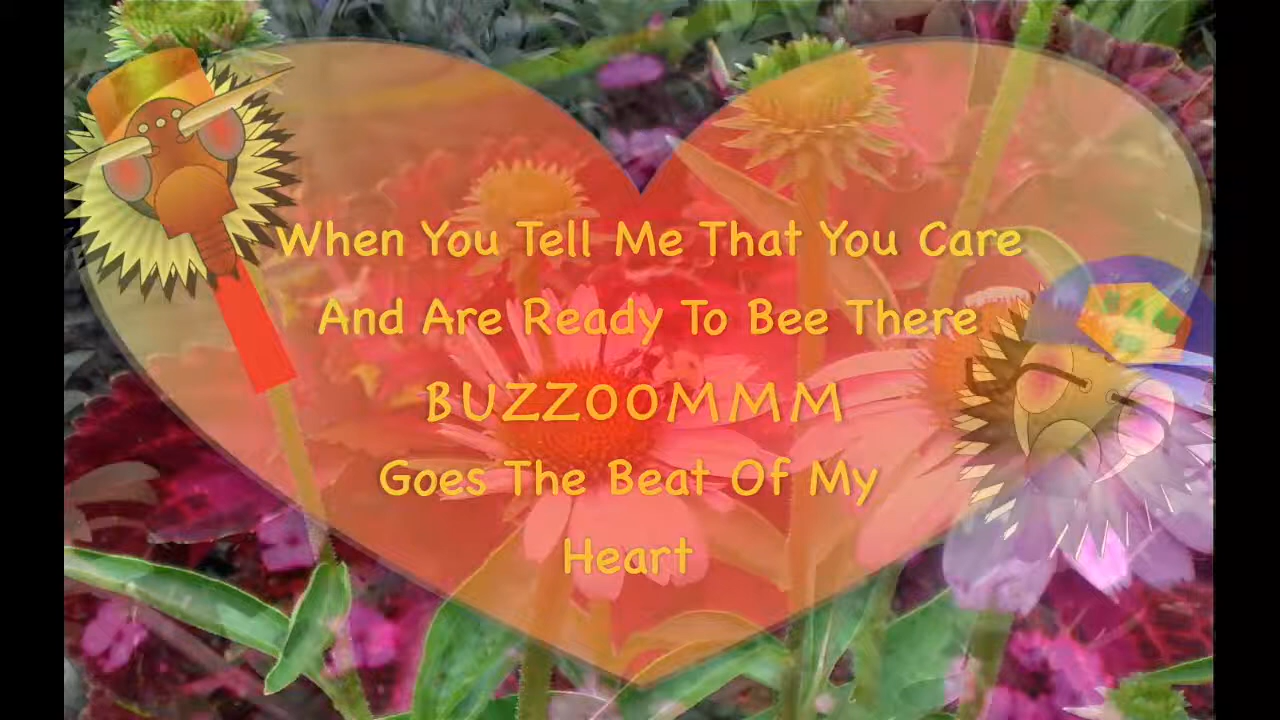 When You Tell Me That You Care
And Are Ready To Bee There
BUZZOOMMM
Goes The Beat Of My
Heart